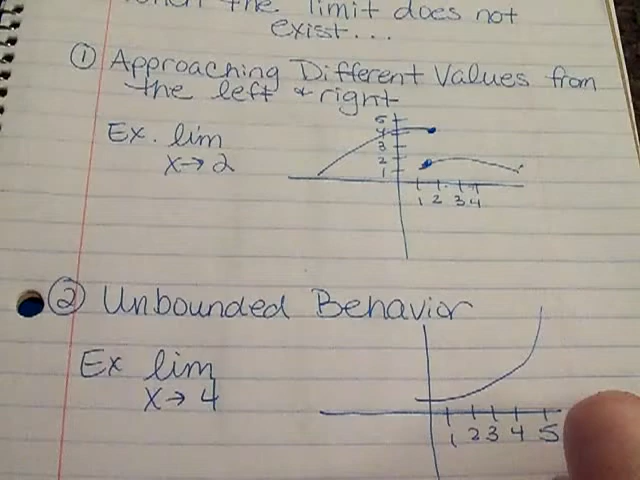 when the limit does not
exist...
① Approaching Different Values from
the left & right
Ex. lim
x→2
5
4
3
2
1
1 2 3 4
② Unbounded Behavior
Ex lim
x→4
1 2 3 4 5